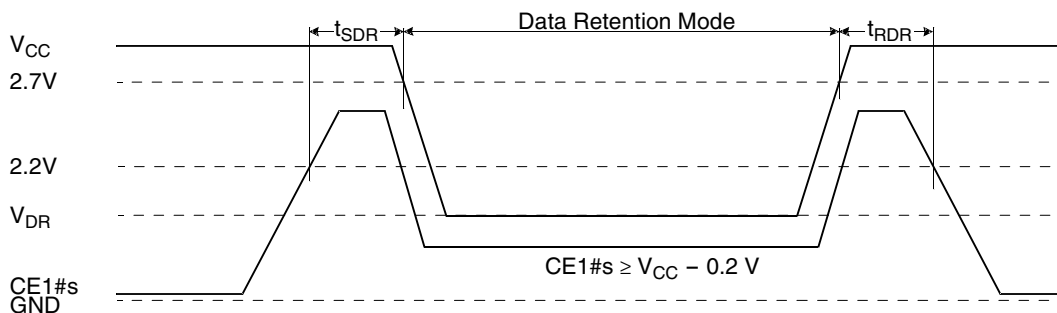 Data Retention Mode
tSDR
tRDR
VCC
2.7V
2.2V
VDR
CE1#s ≥ VCC − 0.2 V
CE1#s
GND